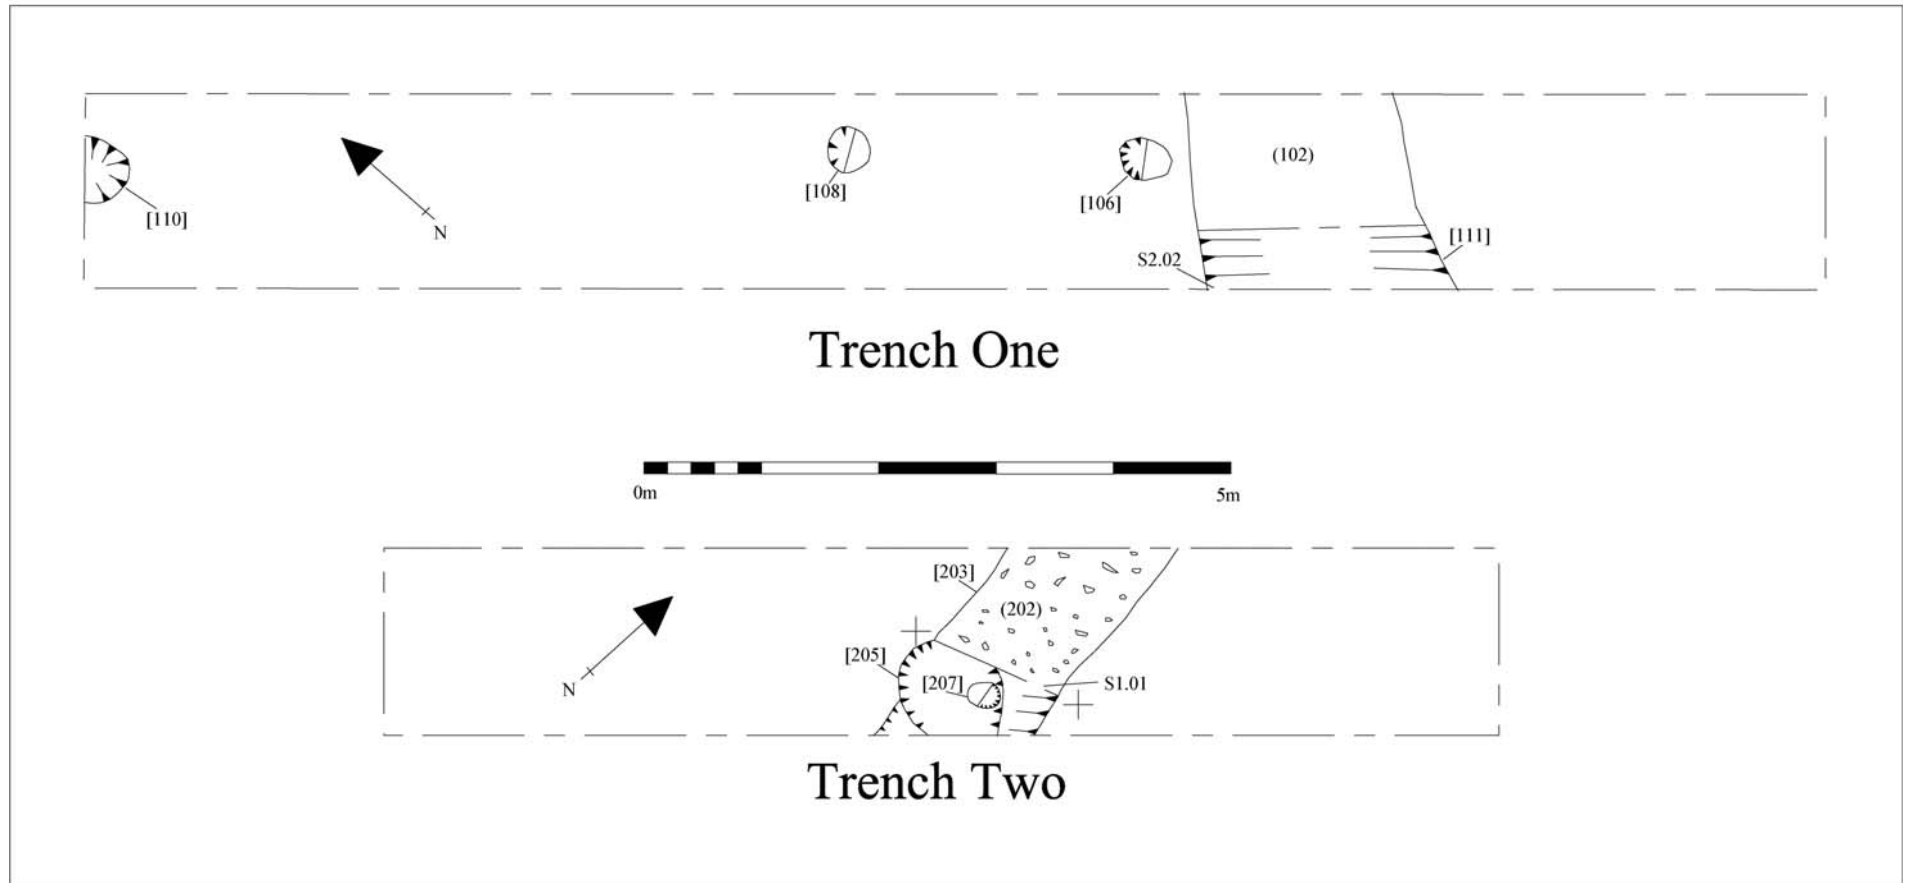 (102)
[108]
[106]
[110]
N
[111]
S2.02
Trench One
0m
5m
[203]
(202)
[205]
[207]
S1.01
N
Trench Two